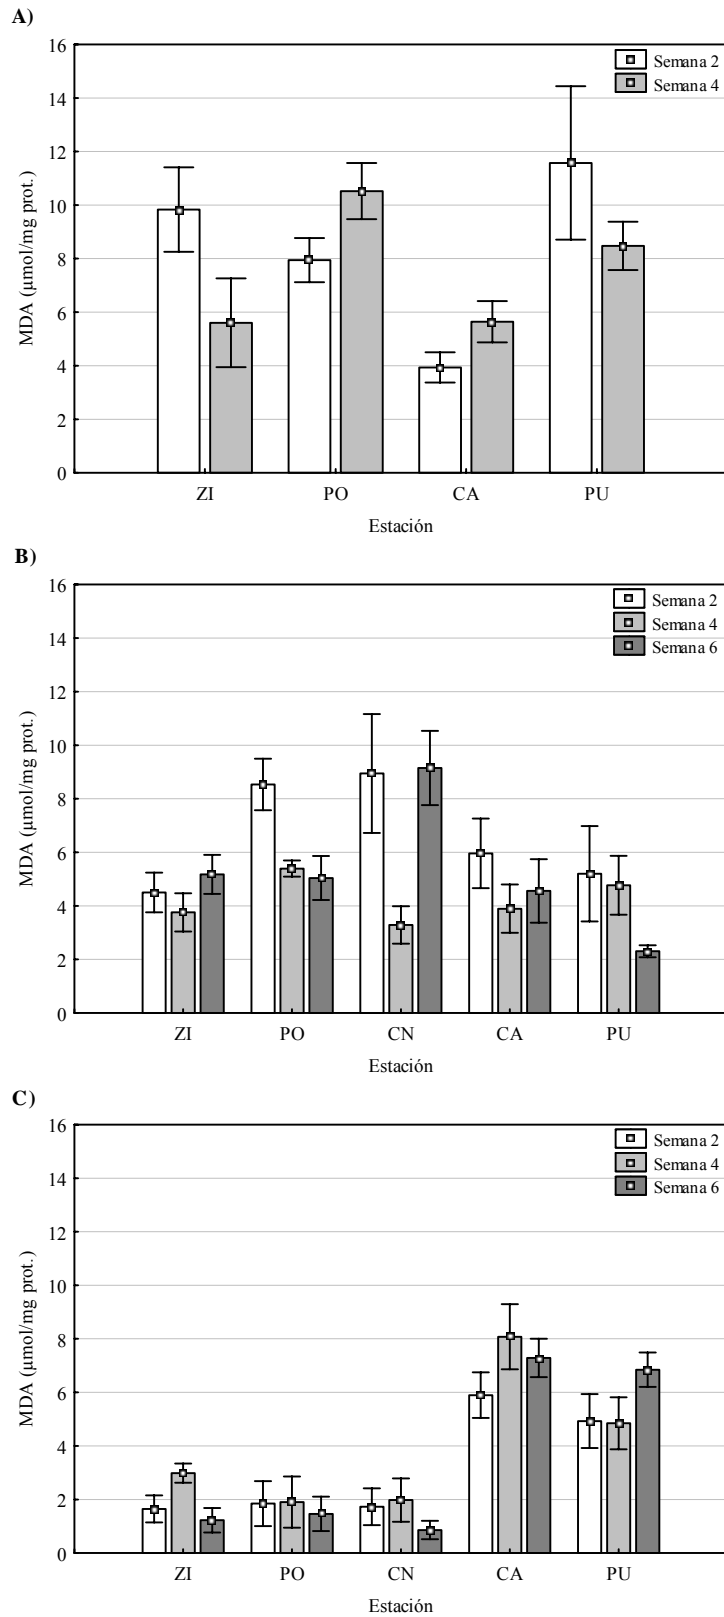 A)
16
14
12
10
8
6
4
2
0
MDA (µmol/mg prot.)
Semana 2
Semana 4
ZI PO CA PU
Estación
B)
16
14
12
10
8
6
4
2
0
MDA (µmol/mg prot.)
Semana 2
Semana 4
Semana 6
ZI PO CN CA PU
Estación
C)
16
14
12
10
8
6
4
2
0
MDA (µmol/mg prot.)
Semana 2
Semana 4
Semana 6
ZI PO CN CA PU
Estación